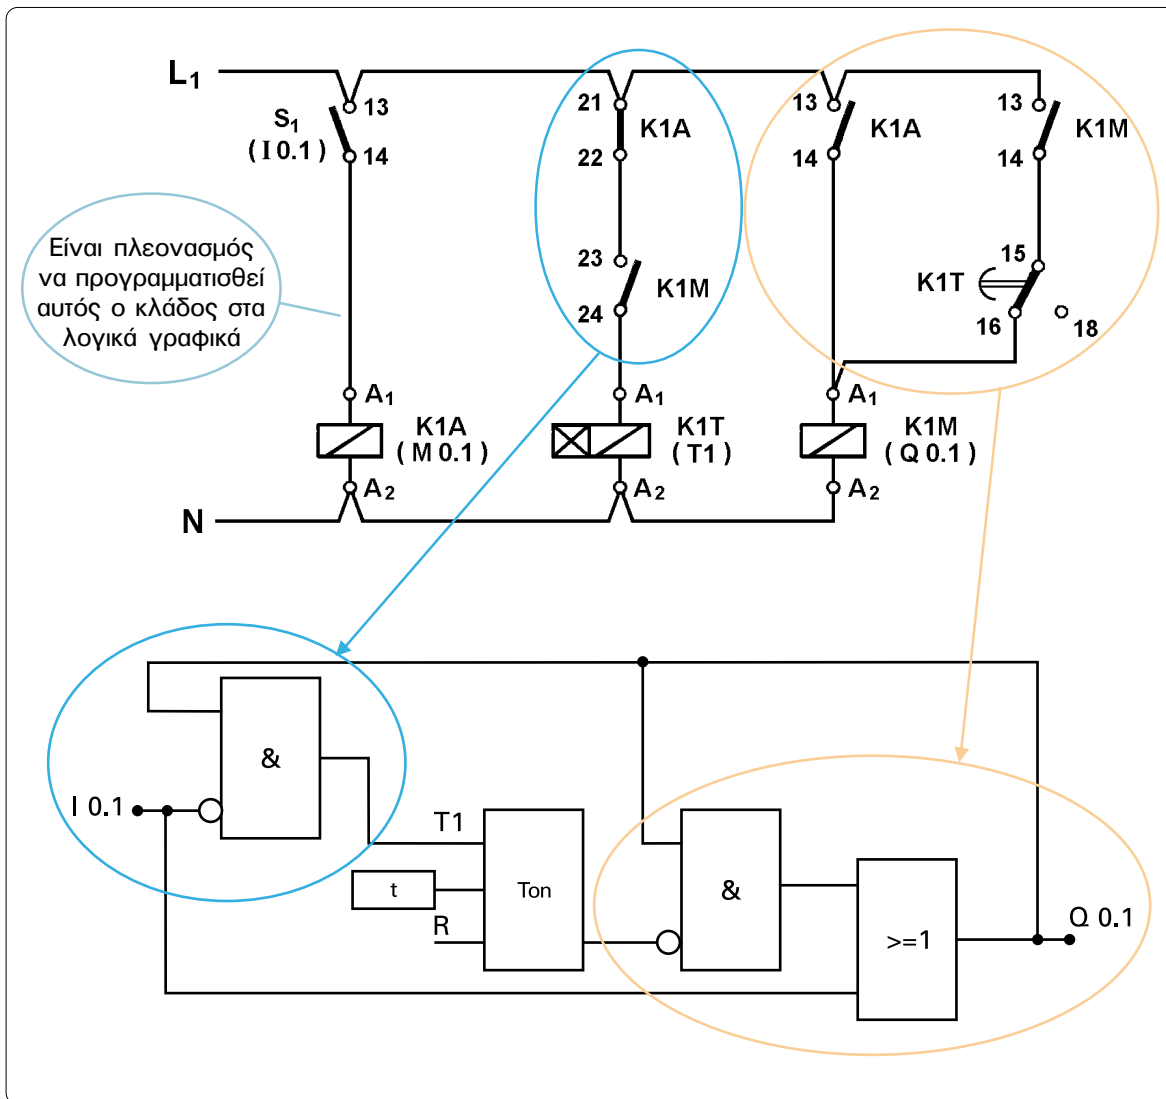 L1
S1
( I 0.1 )
13
14
21
22
K1A
23
24
K1M
13
14
K1A
13
14
K1M
15
K1T
16
18
Είναι πλεονασμός
να προγραμματισθεί
αυτός ο κλάδος στα
λογικά γραφικά
A1
K1A
( M 0.1 )
A2
A1
K1T
( T1 )
A2
A1
K1M
( Q 0.1 )
A2
N
&
I 0.1
T1
t
R
Ton
&
>=1
Q 0.1